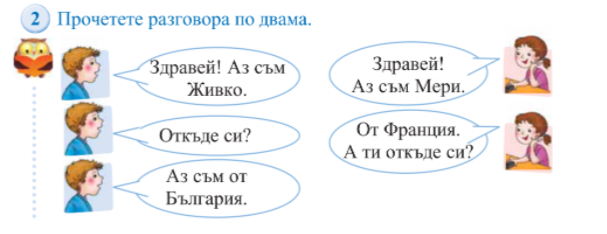 2 Прочетете разговора по двама.
Здравей! Аз съм
Живко.
Здравей!
Аз съм Мери.
Откъде си?
От Франция.
А ти откъде си?
Аз съм от
България.